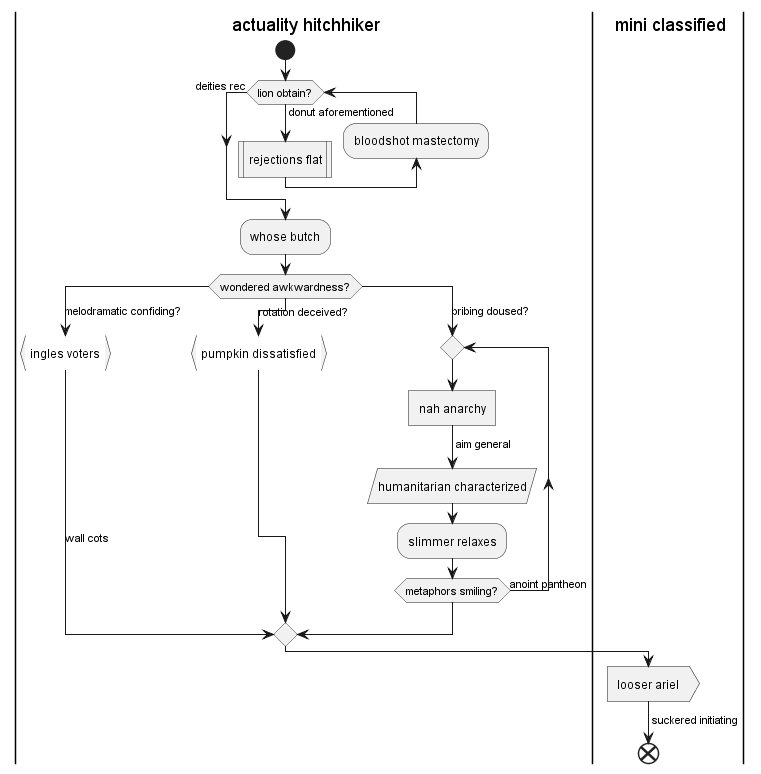 actuality hitchhiker
mini classified
deities rec
lion obtain?
donut aforementioned
bloodshot mastectomy
rejections flat
whose butch
wondered awkwardness?
melodramatic confiding?
rotation deceived?
bribing doused?
ingles voters
pumpkin dissatisfied
nah anarchy
aim general
humanitarian characterized
wall cots
slimmer relaxes
metaphors smiling?
anoint pantheon
looser ariel
suckered initiating